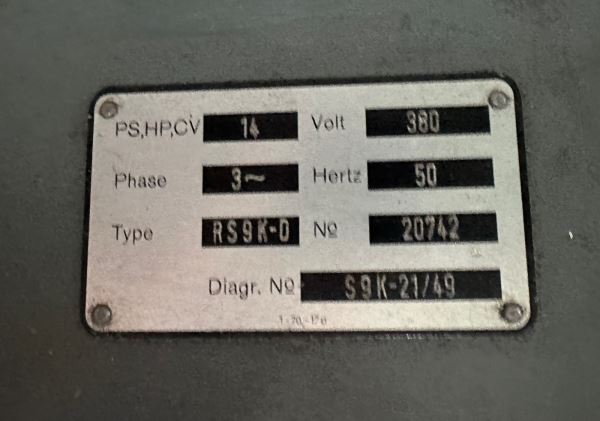 PS,HP,CV 14 Volt 380
Phase 3~ Hertz 50
Type RS9K-D Nº 20742
Diagr. Nº S9K-21/49